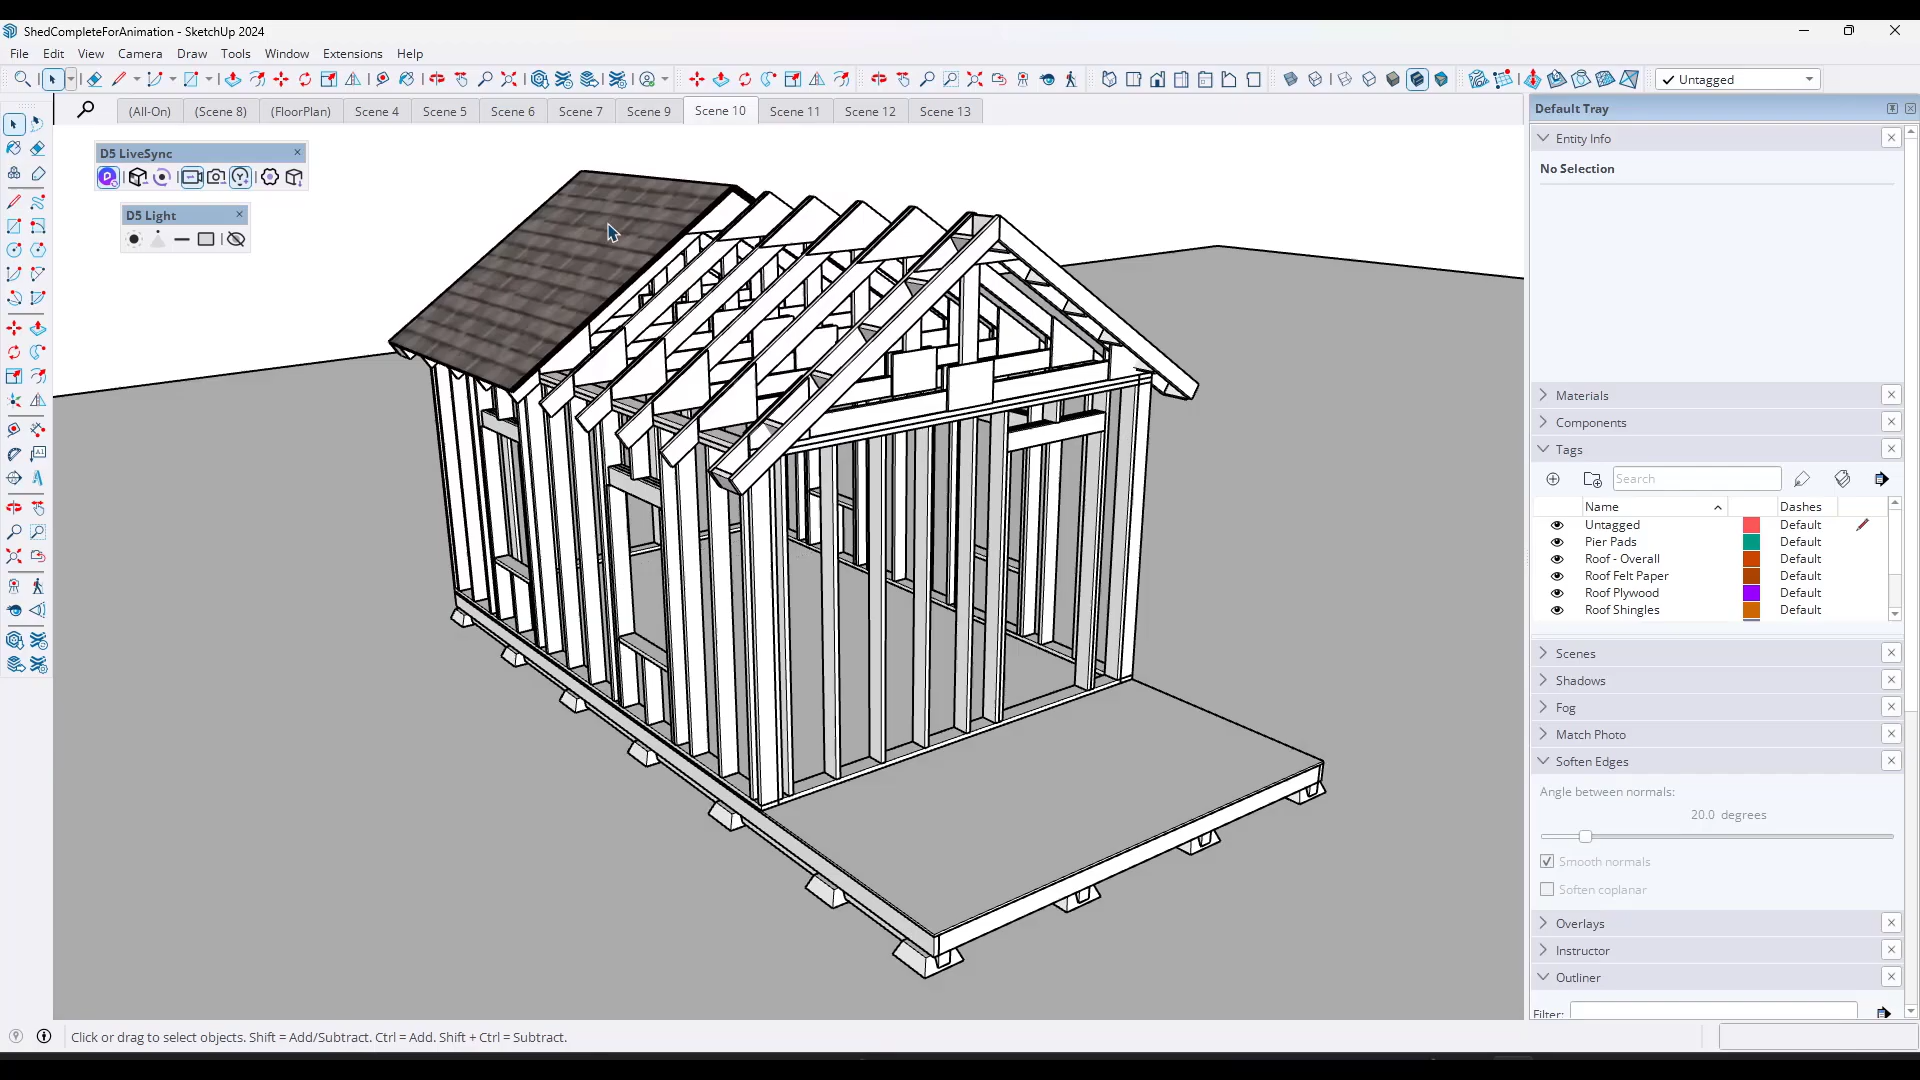 ShedCompleteForAnimation - SketchUp 2024
File Edit View Camera Draw Tools Window Extensions Help
Untagged
(All-On) (Scene 8) (FloorPlan) Scene 4 Scene 5 Scene 6 Scene 7 Scene 9 Scene 10 Scene 11 Scene 12 Scene 13
D5 LiveSync
D5 Light
Default Tray
Entity Info
No Selection
Materials
Components
Tags
Search
Name Dashes
Untagged Default
Pier Pads Default
Roof - Overall Default
Roof Felt Paper Default
Roof Plywood Default
Roof Shingles Default
Scenes
Shadows
Fog
Match Photo
Soften Edges
Angle between normals:
20.0 degrees
Smooth normals
Soften coplanar
Overlays
Instructor
Outliner
Filter:
Click or drag to select objects. Shift = Add/Subtract. Ctrl = Add. Shift + Ctrl = Subtract.